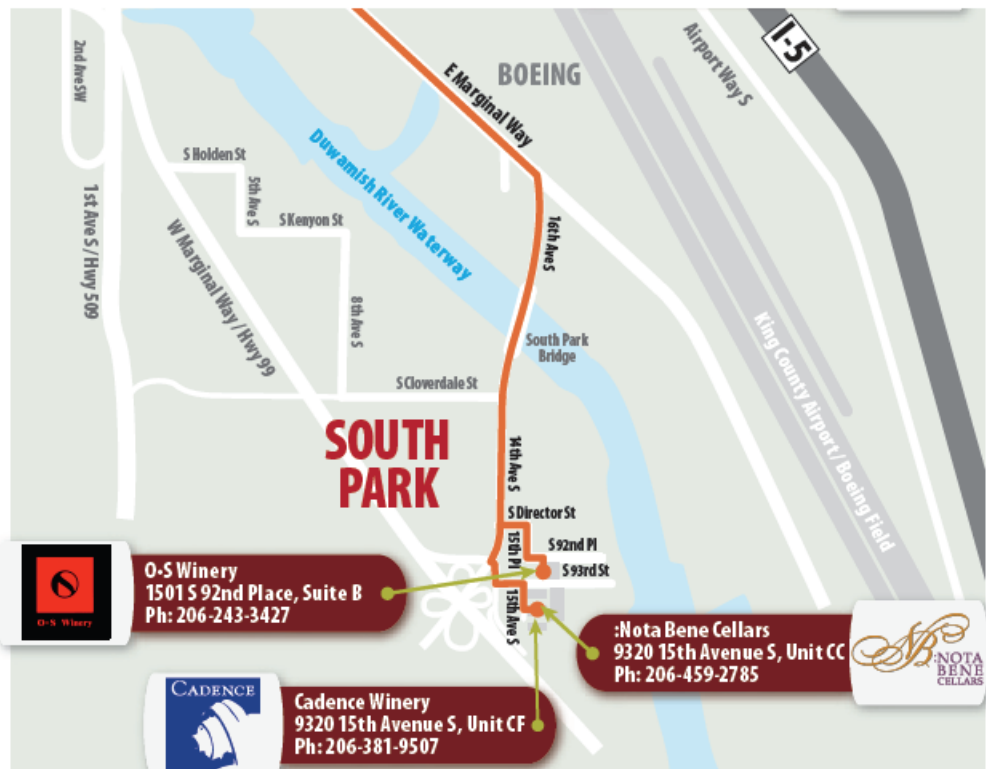 I-5
Airport Way S
BOEING
E Marginal Way
2nd Ave SW
Duwamish River Waterway
S Holden St
5th Ave S
S Kenyon St
1st Ave S / Hwy 509
W Marginal Way / Hwy 99
8th Ave S
16th Ave S
South Park
Bridge
King County Airport / Boeing Field
S Cloverdale St
SOUTH
PARK
14th Ave S
S Director St
15th Pl
S 92nd Pl
S 93rd St
15th Ave S
O-S Winery
O•S Winery
1501 S 92nd Place, Suite B
Ph: 206-243-3427
:Nota Bene Cellars
9320 15th Avenue S, Unit CC
Ph: 206-459-2785
NB
:NOTA
BENE
CELLARS
CADENCE
Cadence Winery
9320 15th Avenue S, Unit CF
Ph: 206-381-9507